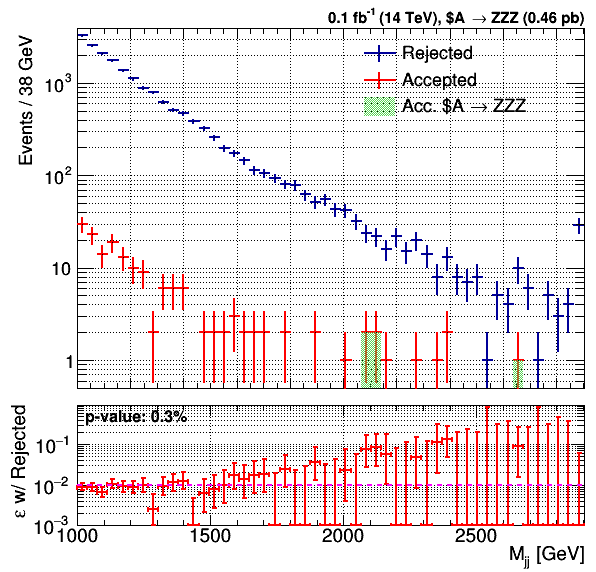 0.1 fb⁻¹ (14 TeV), $A → ZZZ (0.46 pb)
Events / 38 GeV
Rejected
Accepted
Acc. $A → ZZZ
10³
10²
10
1
p-value: 0.3%
ε w/ Rejected
10⁻¹
10⁻²
10⁻³
1000 1500 2000 2500
M_jj [GeV]